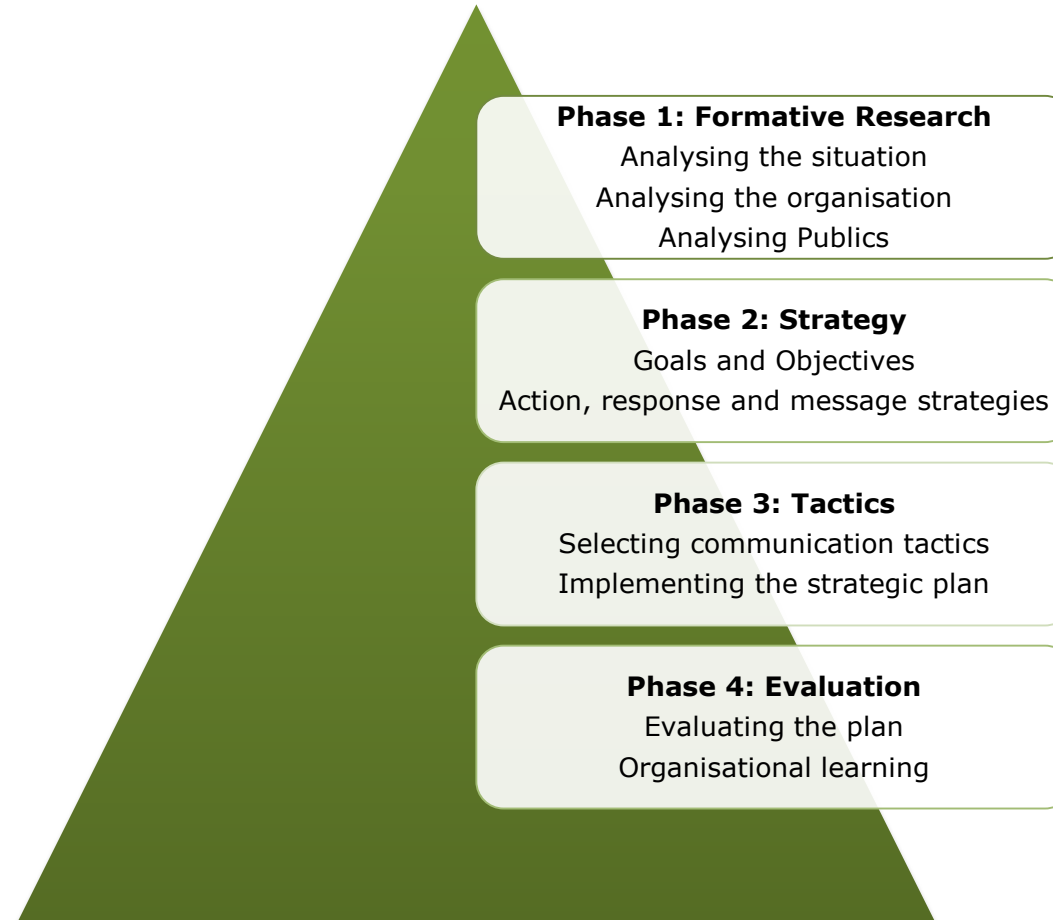 Phase 1: Formative Research
Analysing the situation
Analysing the organisation
Analysing Publics
Phase 2: Strategy
Goals and Objectives
Action, response and message strategies
Phase 3: Tactics
Selecting communication tactics
Implementing the strategic plan
Phase 4: Evaluation
Evaluating the plan
Organisational learning